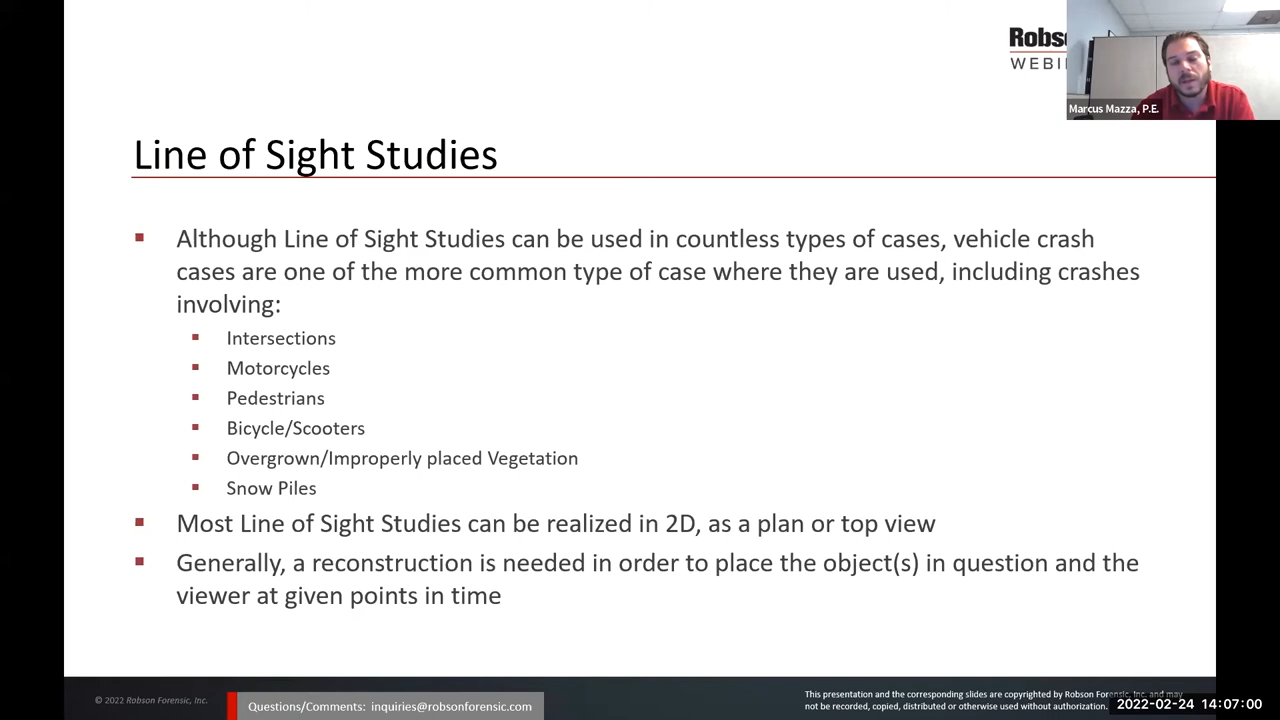 Marcus Mazza, P.E.
Line of Sight Studies
Although Line of Sight Studies can be used in countless types of cases, vehicle crash
cases are one of the more common type of case where they are used, including crashes
involving:
Intersections
Motorcycles
Pedestrians
Bicycle/Scooters
Overgrown/Improperly placed Vegetation
Snow Piles
Most Line of Sight Studies can be realized in 2D, as a plan or top view
Generally, a reconstruction is needed in order to place the object(s) in question and the
viewer at given points in time
© 2022 Robson Forensic, Inc.
Questions/Comments: inquiries@robsonforensic.com
This presentation and the corresponding slides are copyrighted by Robson Forensic, Inc. and may
not be recorded, copied, distributed or otherwise used without authorization.
2022-02-24 14:07:00